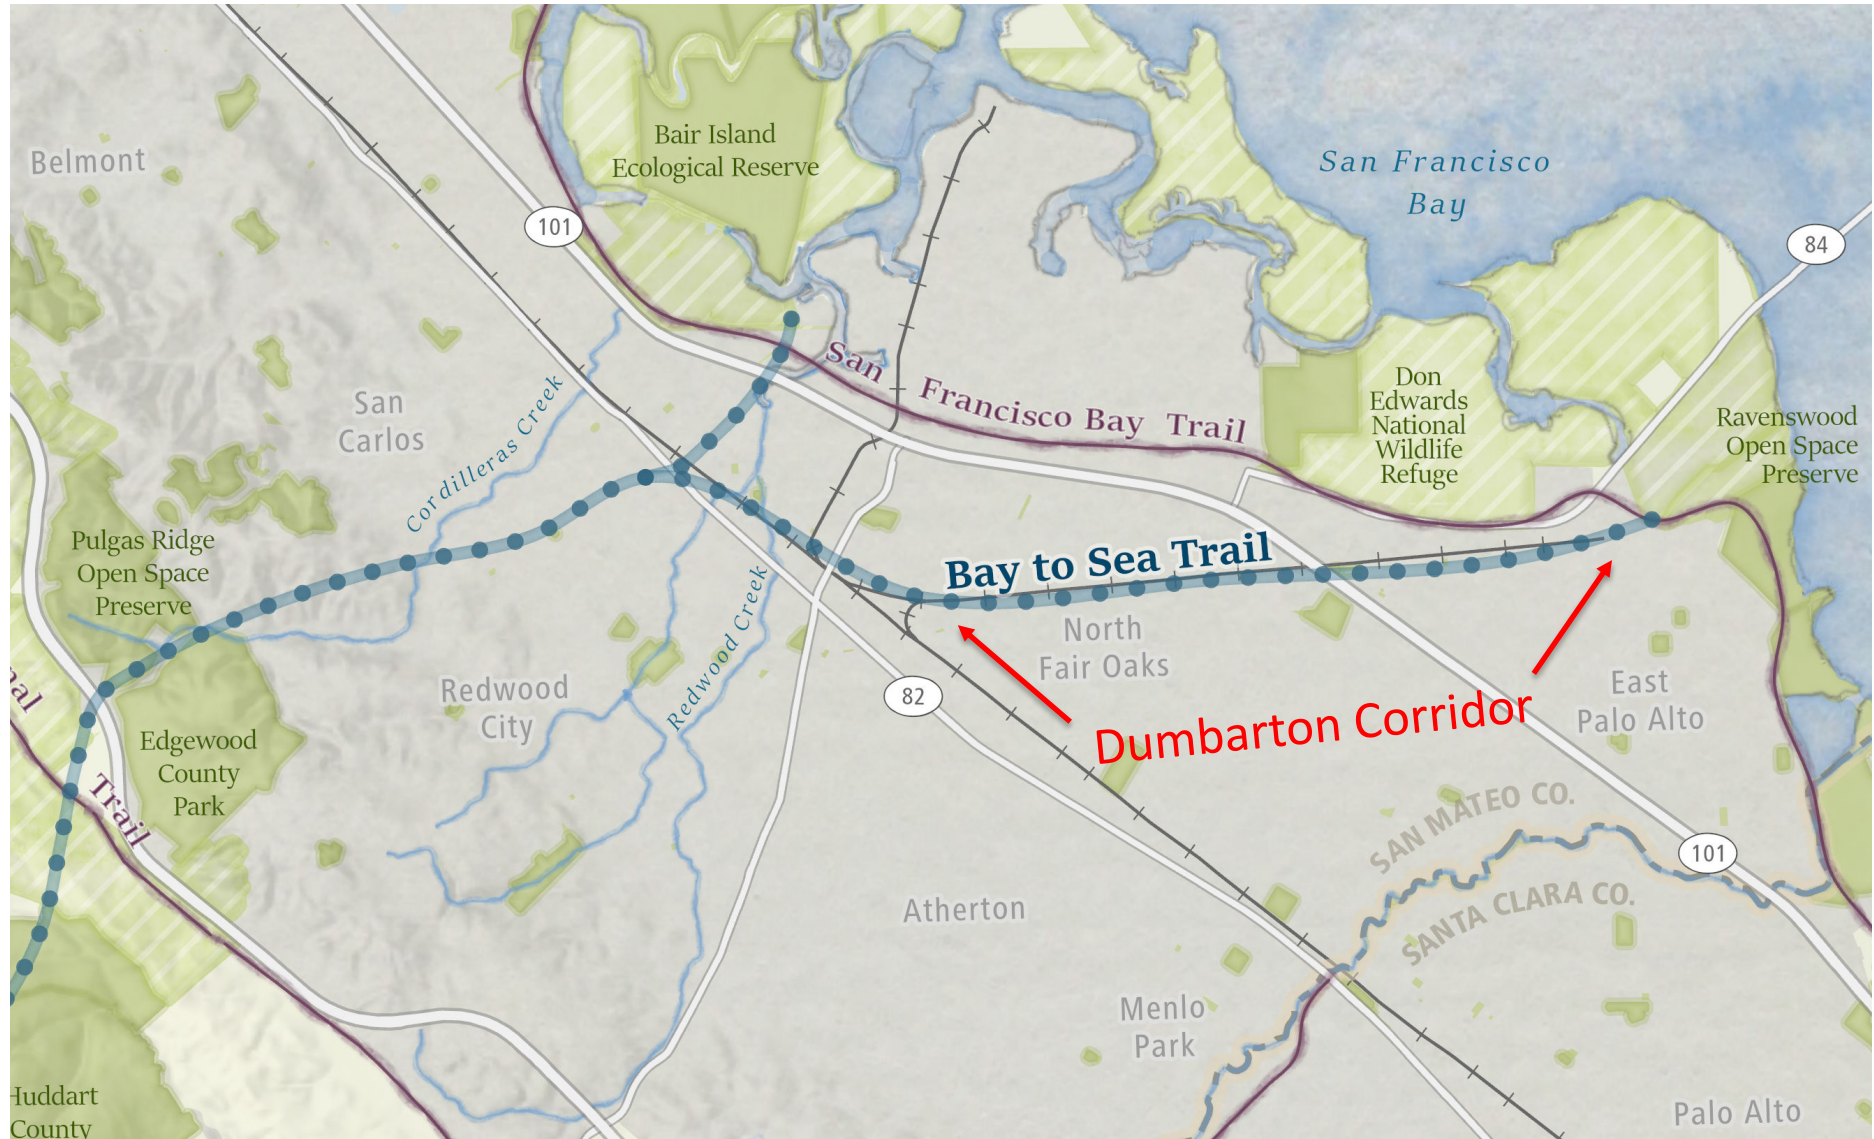 Belmont
Bair Island
Ecological Reserve
San Francisco
Bay
101
84
San
Carlos
Cordilleras Creek
San Francisco Bay Trail
Don
Edwards
National
Wildlife
Refuge
Ravenswood
Open Space
Preserve
Pulgas Ridge
Open Space
Preserve
Bay to Sea Trail
Redwood Creek
North
Fair Oaks
Redwood
City
82
East
Palo Alto
Dumbarton Corridor
Edgewood
County
Park
nal
Trail
SAN MATEO CO.
SANTA CLARA CO.
101
Atherton
Menlo
Park
Huddart
County
Palo Alto